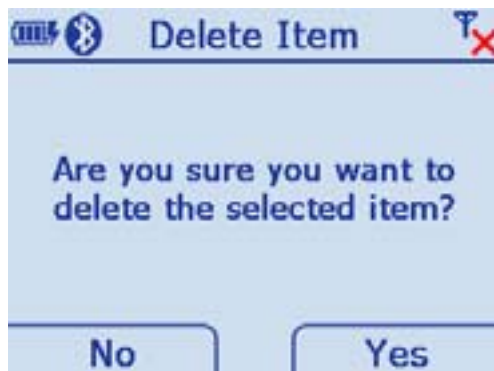 Delete Item
Are you sure you want to
delete the selected item?
No
Yes